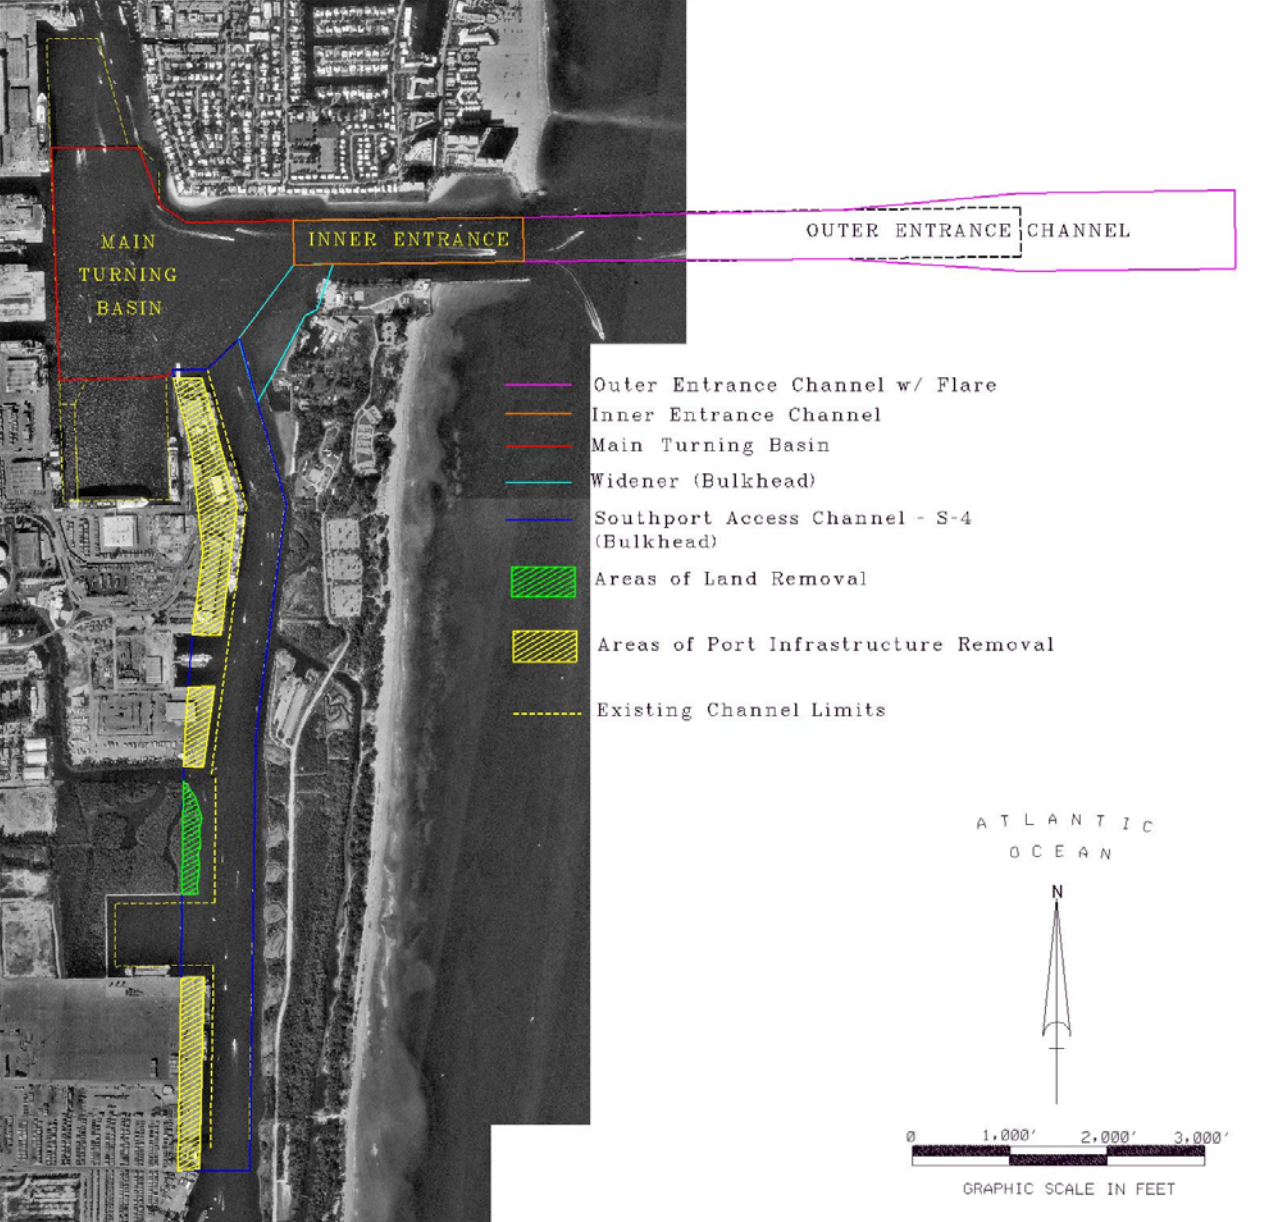 MAIN
TURNING
BASIN
INNER ENTRANCE
OUTER ENTRANCE CHANNEL
Outer Entrance Channel w/ Flare
Inner Entrance Channel
Main Turning Basin
Widener (Bulkhead)
Southport Access Channel - S-4
(Bulkhead)
Areas of Land Removal
Areas of Port Infrastructure Removal
Existing Channel Limits
ATLANTIC
OCEAN
N
0 1,000' 2,000' 3,000'
GRAPHIC SCALE IN FEET